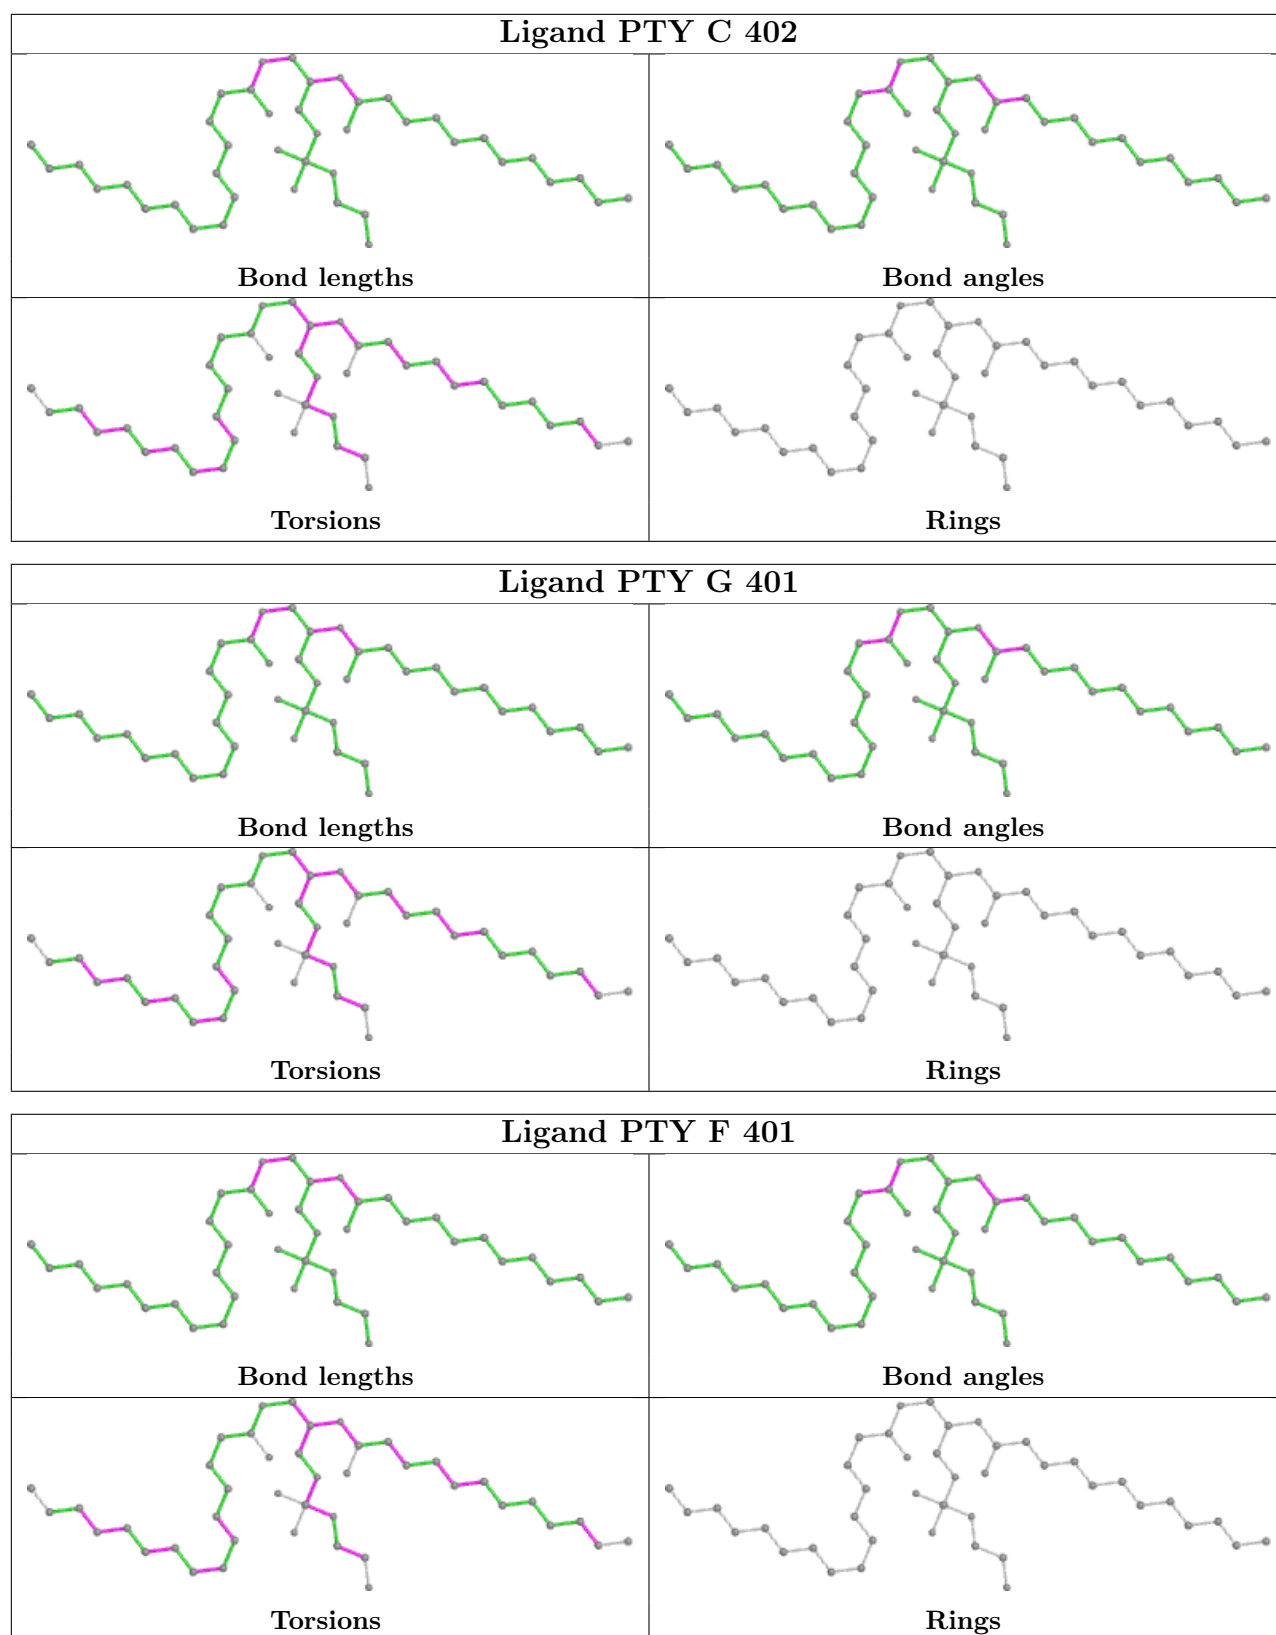 Ligand PTY C 402
Bond lengths
Bond angles
Torsions
Rings
Ligand PTY G 401
Bond lengths
Bond angles
Torsions
Rings
Ligand PTY F 401
Bond lengths
Bond angles
Torsions
Rings